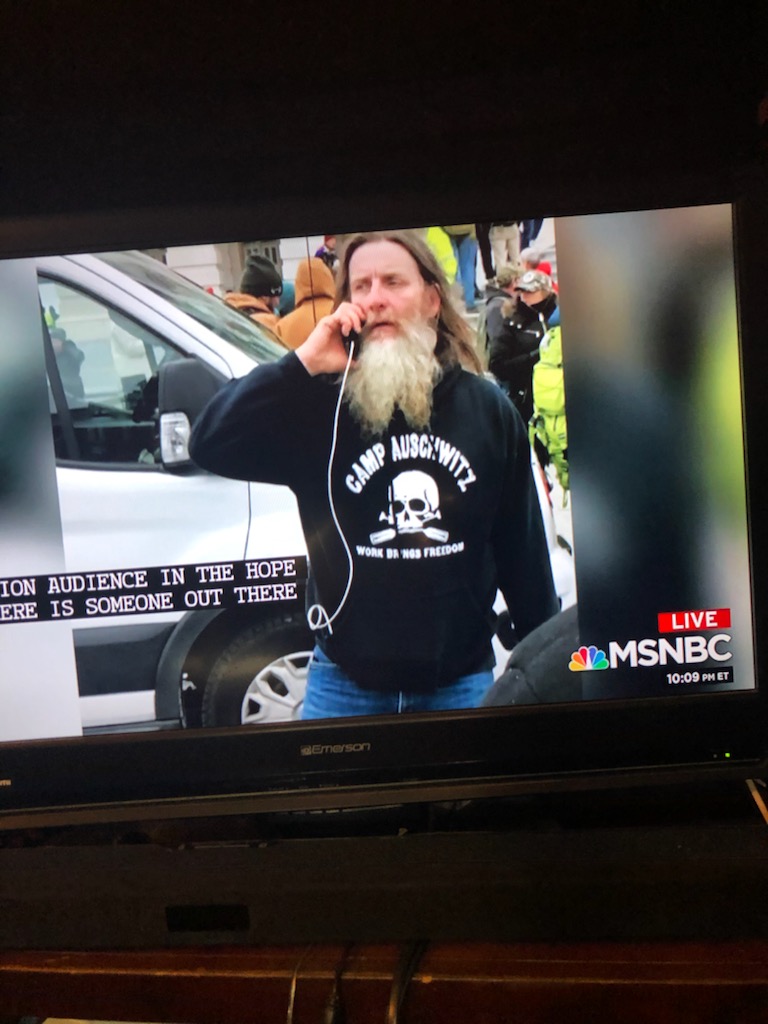 CAMP AUSCHWITZ
WORK BRINGS FREEDOM
ION AUDIENCE IN THE HOPE
ERE IS SOMEONE OUT THERE
LIVE
MSNBC
10:09 PM ET
Emerson